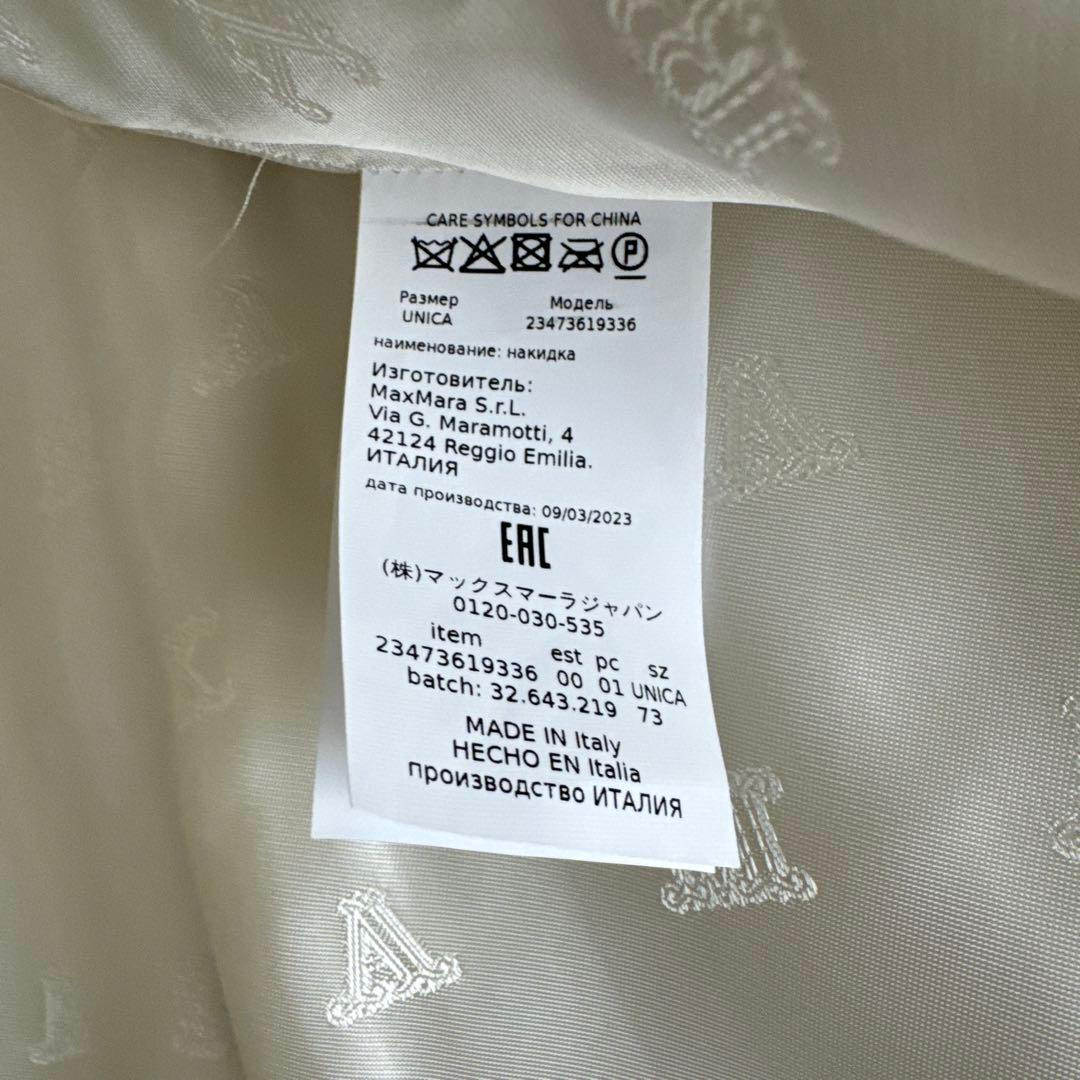 CARE SYMBOLS FOR CHINA
P
Размер Модель
UNICA 23473619336
наименование: накидка
Изготовитель:
MaxMara S.r.L.
Via G. Maramotti, 4
42124 Reggio Emilia.
ИТАЛИЯ
дата производства: 09/03/2023
EAC
(株)マックスマーラジャパン
0120-030-535
item est pc sz
23473619336 00 01 UNICA
batch: 32.643.219 73
MADE IN Italy
HECHO EN Italia
производство ИТАЛИЯ